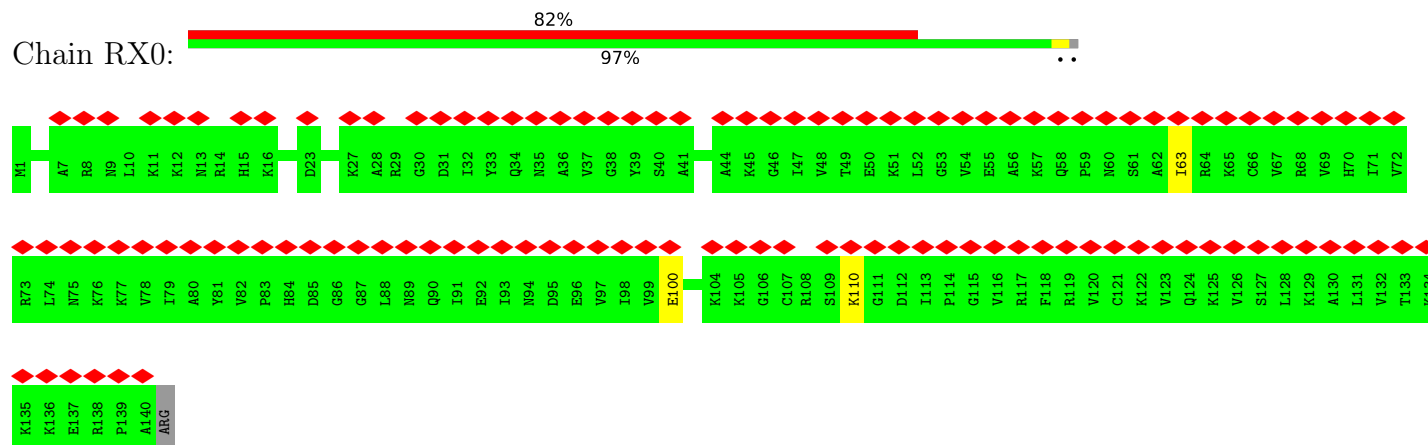 82%
Chain RX0:
97%
• •
M1 A7 R8 N9 L10 K11 K12 N13 R14 H15 K16 D23 K27 A28 R29 G30 D31 I32 Y33 Q34 N35 A36 V37 G38 Y39 S40 A41 A44 K45 G46 I47 V48 T49 E50 K51 L52 G53 V54 E55 A56 K57 Q58 P59 N60 S61 A62 I63 R64 K65 C66 V67 R68 V69 H70 I71 V72
R73 L74 N75 K76 K77 V78 I79 A80 Y81 V82 P83 H84 D85 G86 G87 L88 N89 Q90 I91 E92 I93 N94 D95 E96 V97 I98 V99 E100 K104 K105 G106 C107 R108 S109 K110 G111 D112 I113 P114 G115 V116 R117 F118 R119 V120 C121 K122 V123 Q124 K125 V126 S127 L128 K129 A130 L131 V132 T133
K135 K136 E137 R138 P139 A140 ARG